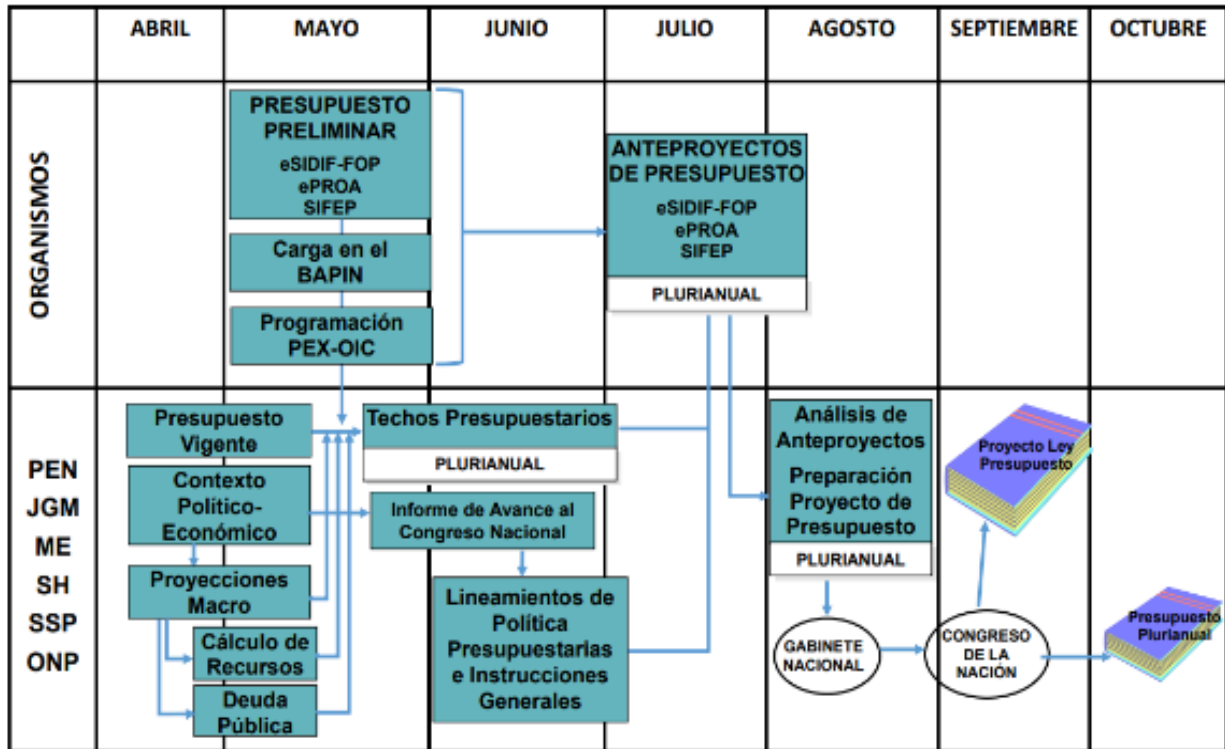 ABRIL
MAYO
JUNIO
JULIO
AGOSTO
SEPTIEMBRE
OCTUBRE
ORGANISMOS
PRESUPUESTO
PRELIMINAR
eSIDIF-FOP
ePROA
SIFEP
Carga en el
BAPIN
Programación
PEX-OIC
ANTEPROYECTOS
DE PRESUPUESTO
eSIDIF-FOP
ePROA
SIFEP
PLURIANUAL
PEN
JGM
ME
SH
SSP
ONP
Presupuesto
Vigente
Contexto
Político-
Económico
Proyecciones
Macro
Cálculo de
Recursos
Deuda
Pública
Techos Presupuestarios
PLURIANUAL
Informe de Avance al
Congreso Nacional
Lineamientos de
Política
Presupuestarias
e Instrucciones
Generales
Análisis de
Anteproyectos
Preparación
Proyecto de
Presupuesto
PLURIANUAL
GABINETE
NACIONAL
Proyecto Ley
Presupuesto
CONGRESO
DE LA
NACIÓN
Presupuesto
Plurianual